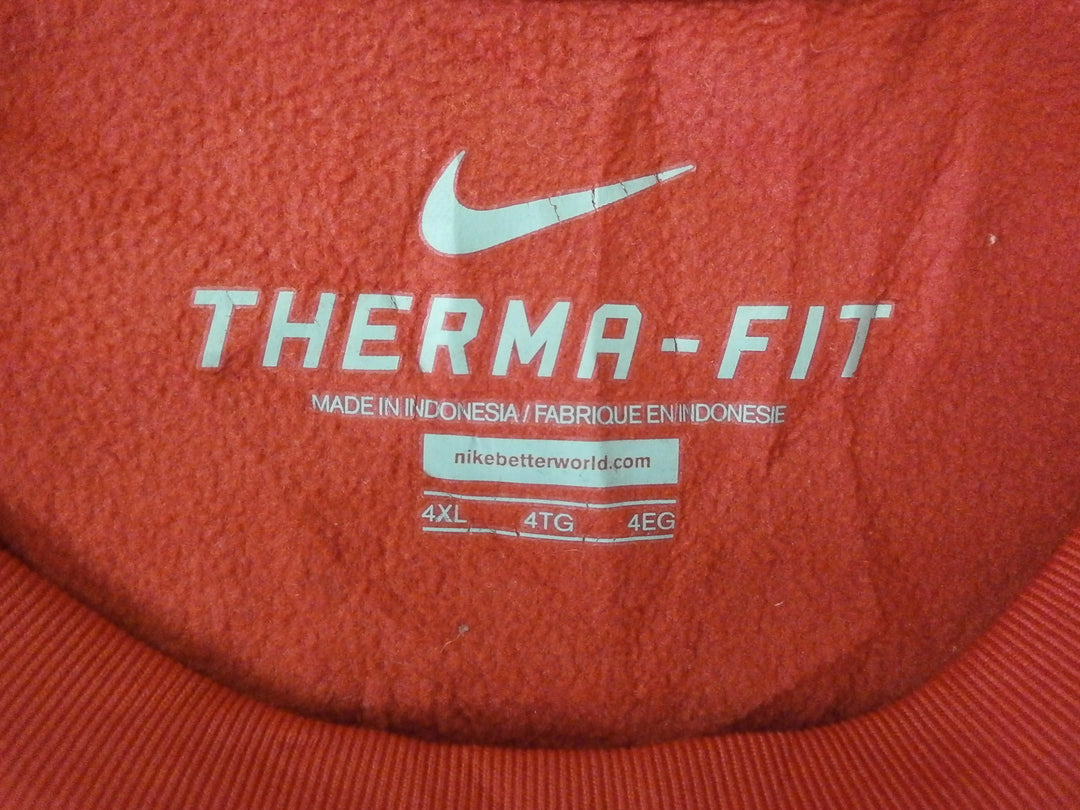 THERMA-FIT
MADE IN INDONESIA / FABRIQUE EN INDONESIE
nikebetterworld.com
4XL 4TG 4EG